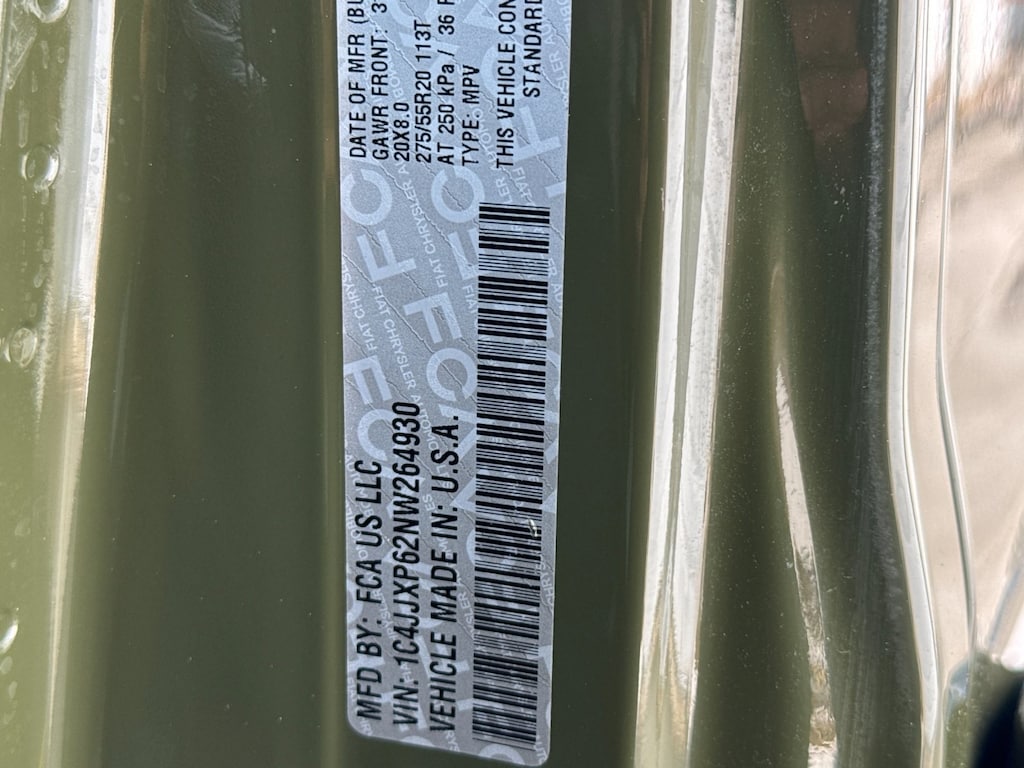 MFD BY: FCA US LLC
VIN: 1C4JJXP62NW264930
VEHICLE MADE IN: U.S.A.
DATE OF MFR
GAWR FRONT:
20X8.0
275/55R20 113T
AT 250 kPa / 36
TYPE: MPV
THIS VEHICLE
STANDARD